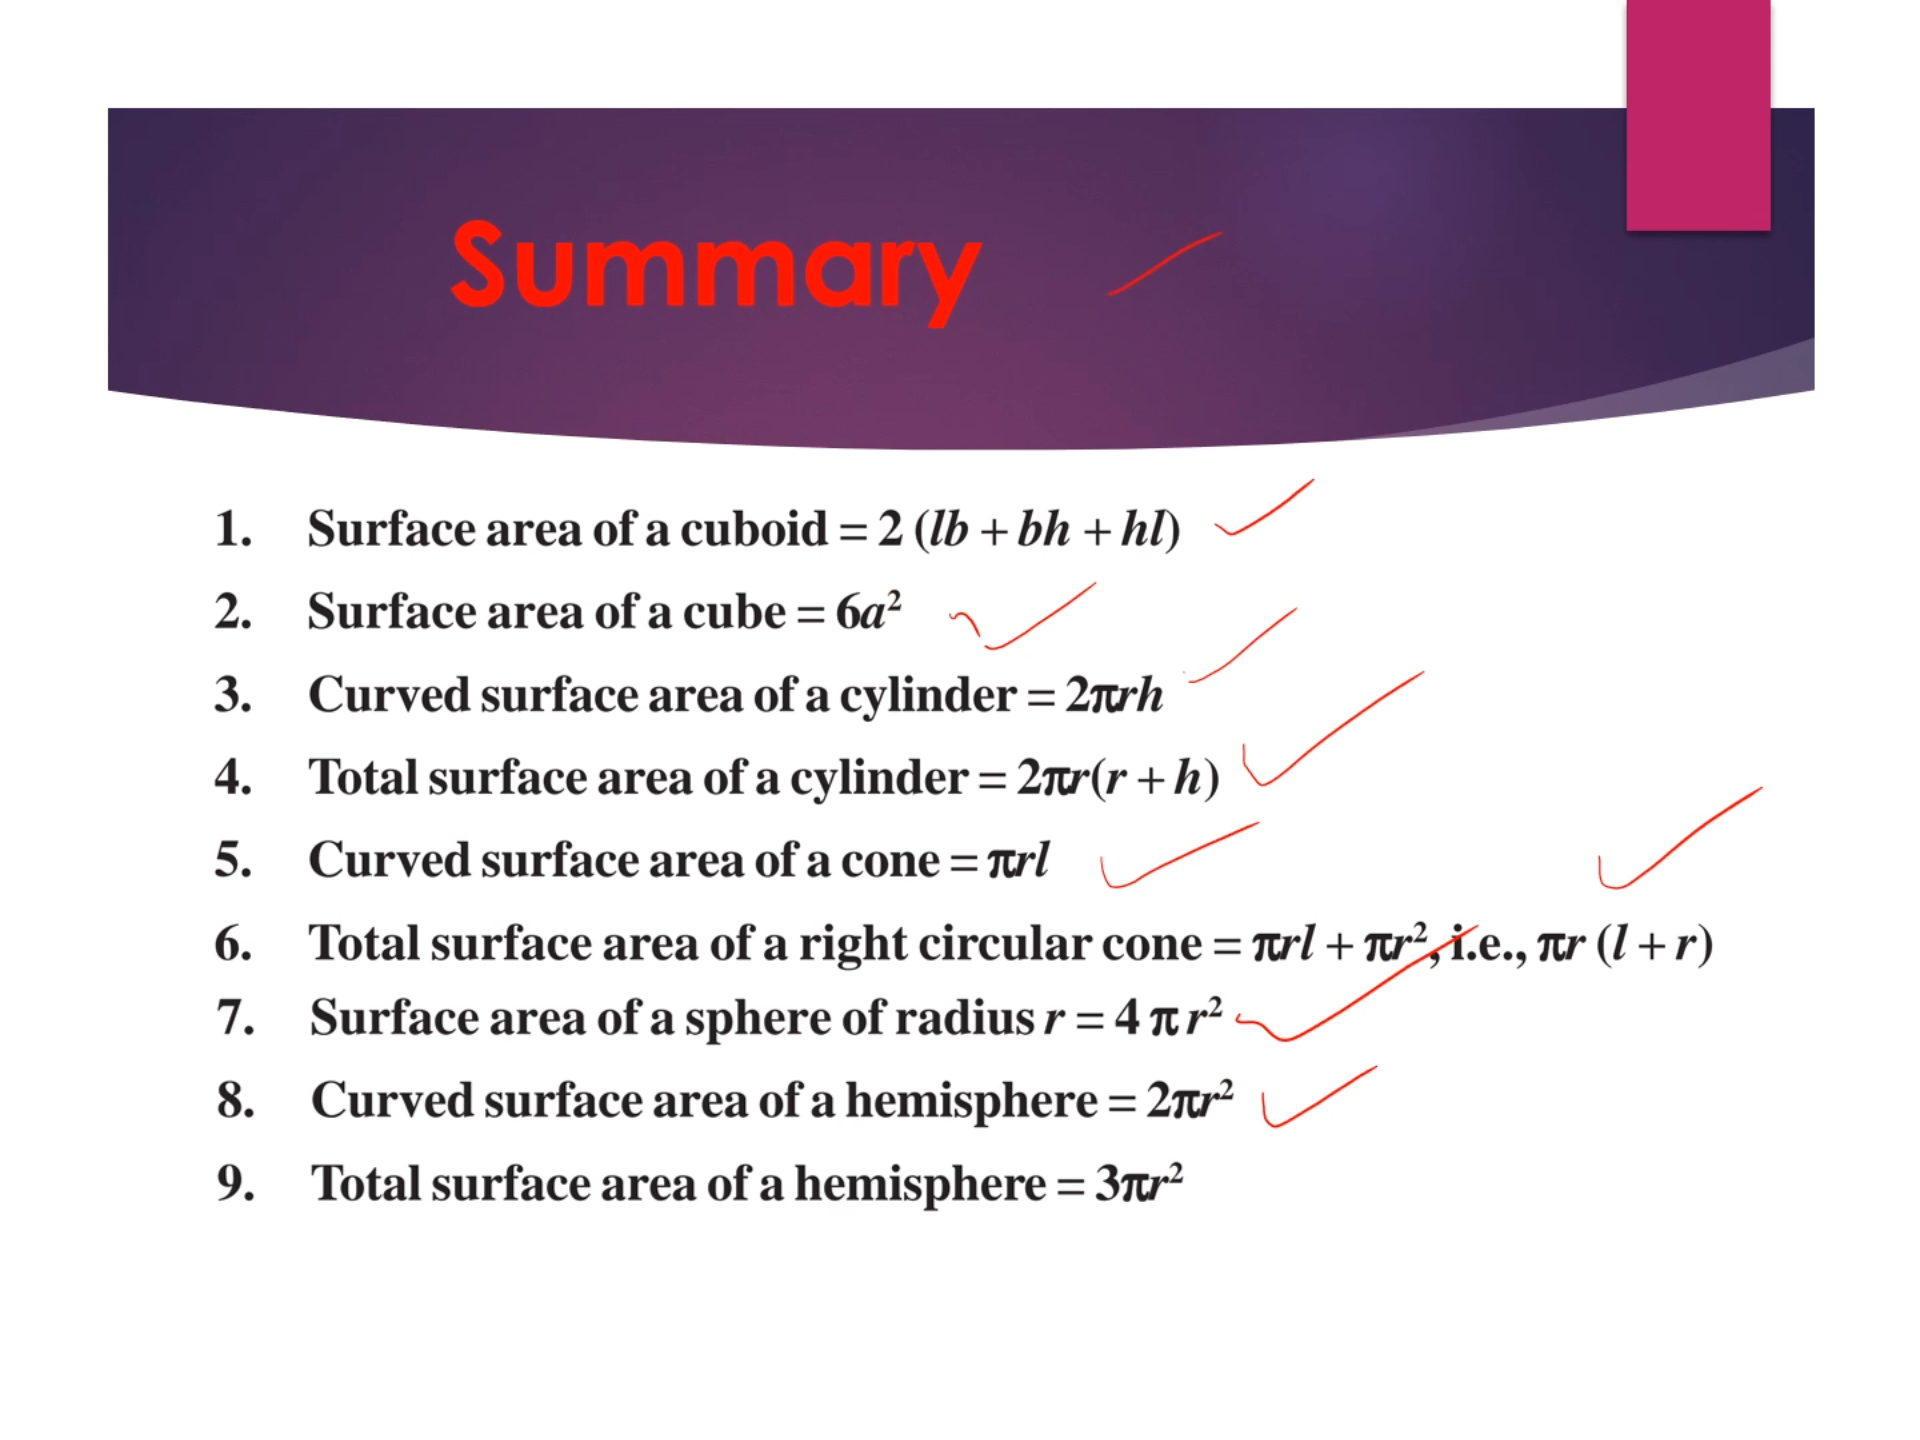 Summary
1. Surface area of a cuboid = 2 (lb + bh + hl)
2. Surface area of a cube = 6a²
3. Curved surface area of a cylinder = 2πrh
4. Total surface area of a cylinder = 2πr(r + h)
5. Curved surface area of a cone = πrl
6. Total surface area of a right circular cone = πrl + πr², i.e., πr (l + r)
7. Surface area of a sphere of radius r = 4 π r²
8. Curved surface area of a hemisphere = 2πr²
9. Total surface area of a hemisphere = 3πr²